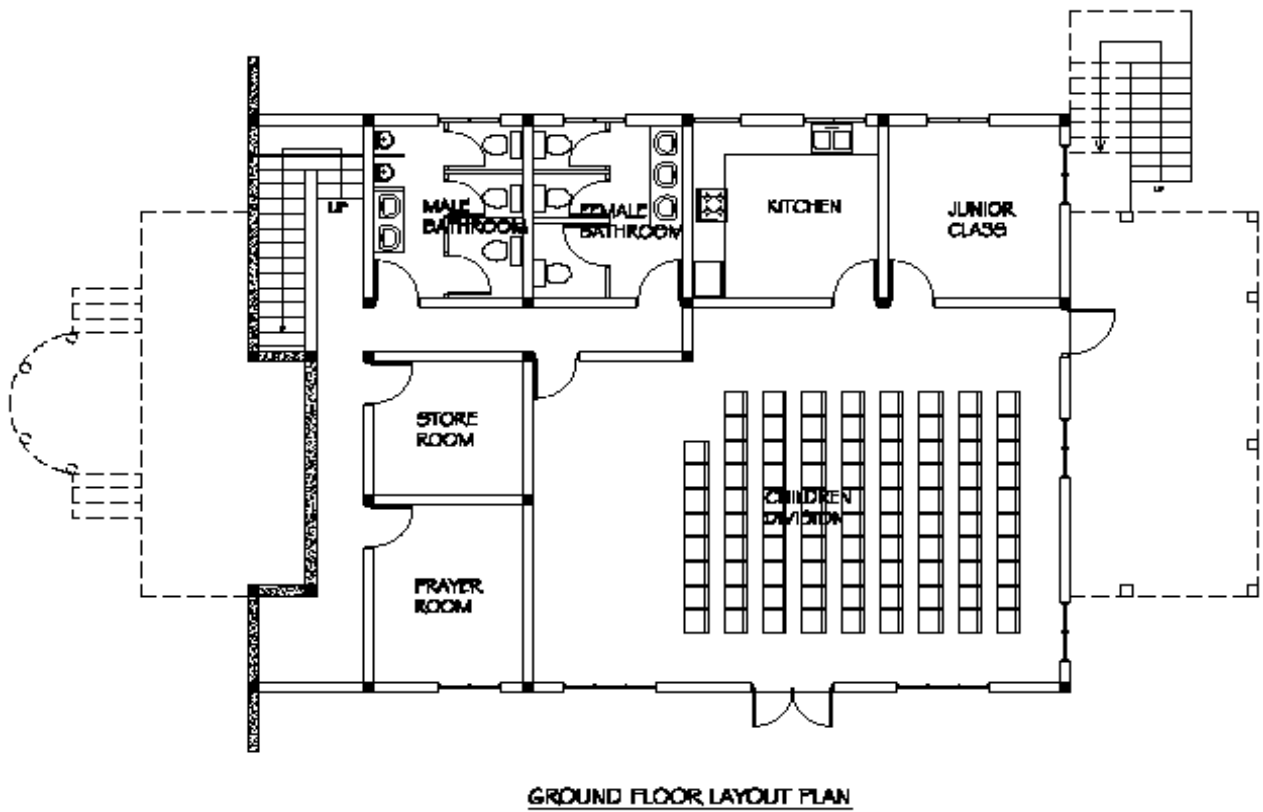 UP
MALE
BATHROOM
FEMALE
BATHROOM
KITCHEN
JUNIOR
CLASS
UP
STORE
ROOM
CHILDREN
DIVISION
PRAYER
ROOM
GROUND FLOOR LAYOUT PLAN